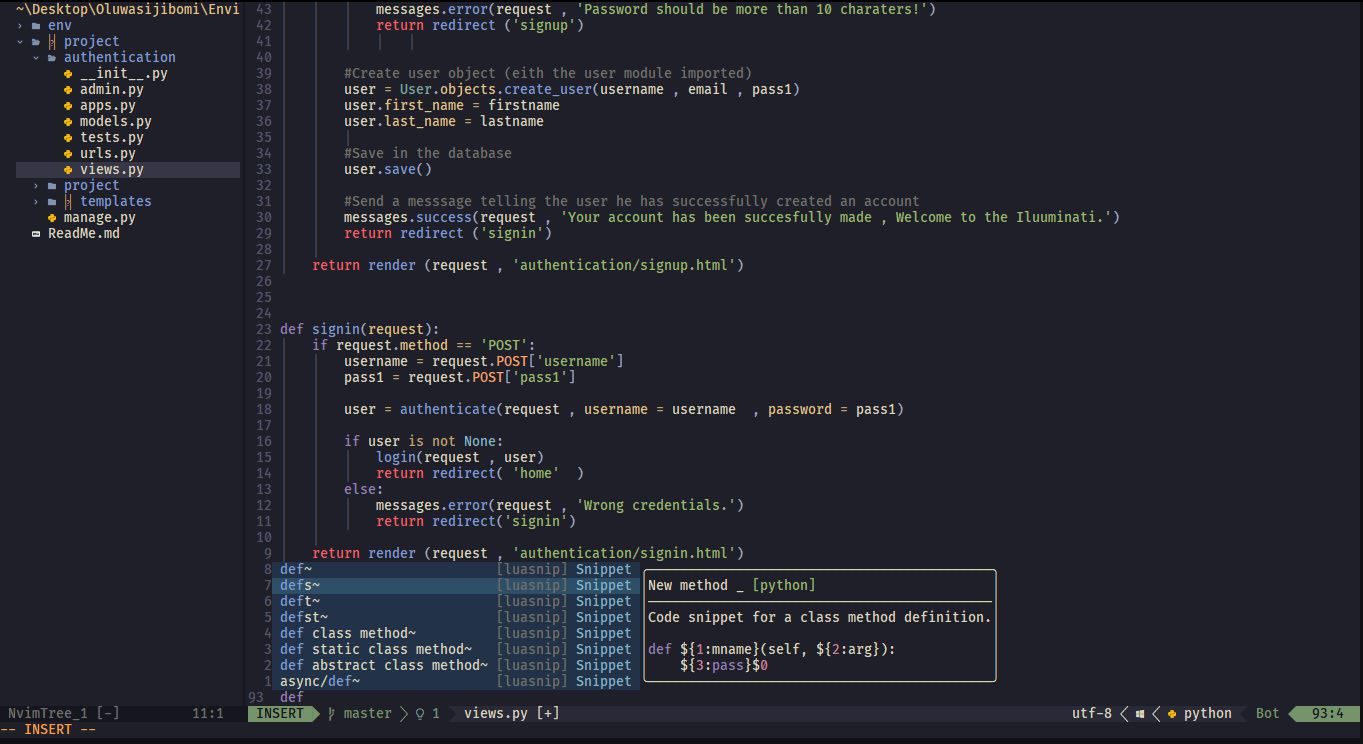 ~\Desktop\Oluwasijibomi\Envi
env
project
authentication
__init__.py
admin.py
apps.py
models.py
tests.py
urls.py
views.py
project
templates
manage.py
ReadMe.md
43 messages.error(request , 'Password should be more than 10 charaters!')
42 return redirect ('signup')
41
40
39 #Create user object (eith the user module imported)
38 user = User.objects.create_user(username , email , pass1)
37 user.first_name = firstname
36 user.last_name = lastname
35
34 #Save in the database
33 user.save()
32
31 #Send a messsage telling the user he has successfully created an account
30 messages.success(request , 'Your account has been succesfully made , Welcome to the Iluuminati.')
29 return redirect ('signin')
28
27 return render (request , 'authentication/signup.html')
26
25
24
23 def signin(request):
22 if request.method == 'POST':
21 username = request.POST['username']
20 pass1 = request.POST['pass1']
19
18 user = authenticate(request , username = username , password = pass1)
17
16 if user is not None:
15 login(request , user)
14 return redirect( 'home' )
13 else:
12 messages.error(request , 'Wrong credentials.')
11 return redirect('signin')
10
9 return render (request , 'authentication/signin.html')
8 def~ [luasnip] Snippet
7 defs~ [luasnip] Snippet
6 deft~ [luasnip] Snippet
5 defst~ [luasnip] Snippet
4 def class method~ [luasnip] Snippet
3 def static class method~ [luasnip] Snippet
2 def abstract class method~ [luasnip] Snippet
1 async/def~ [luasnip] Snippet
93 def
New method _ [python]
Code snippet for a class method definition.
def ${1:mname}(self, ${2:arg}):
${3:pass}$0
NvimTree_1 [-] 11:1 INSERT master 1 views.py [+] utf-8 python Bot 93:4
-- INSERT --